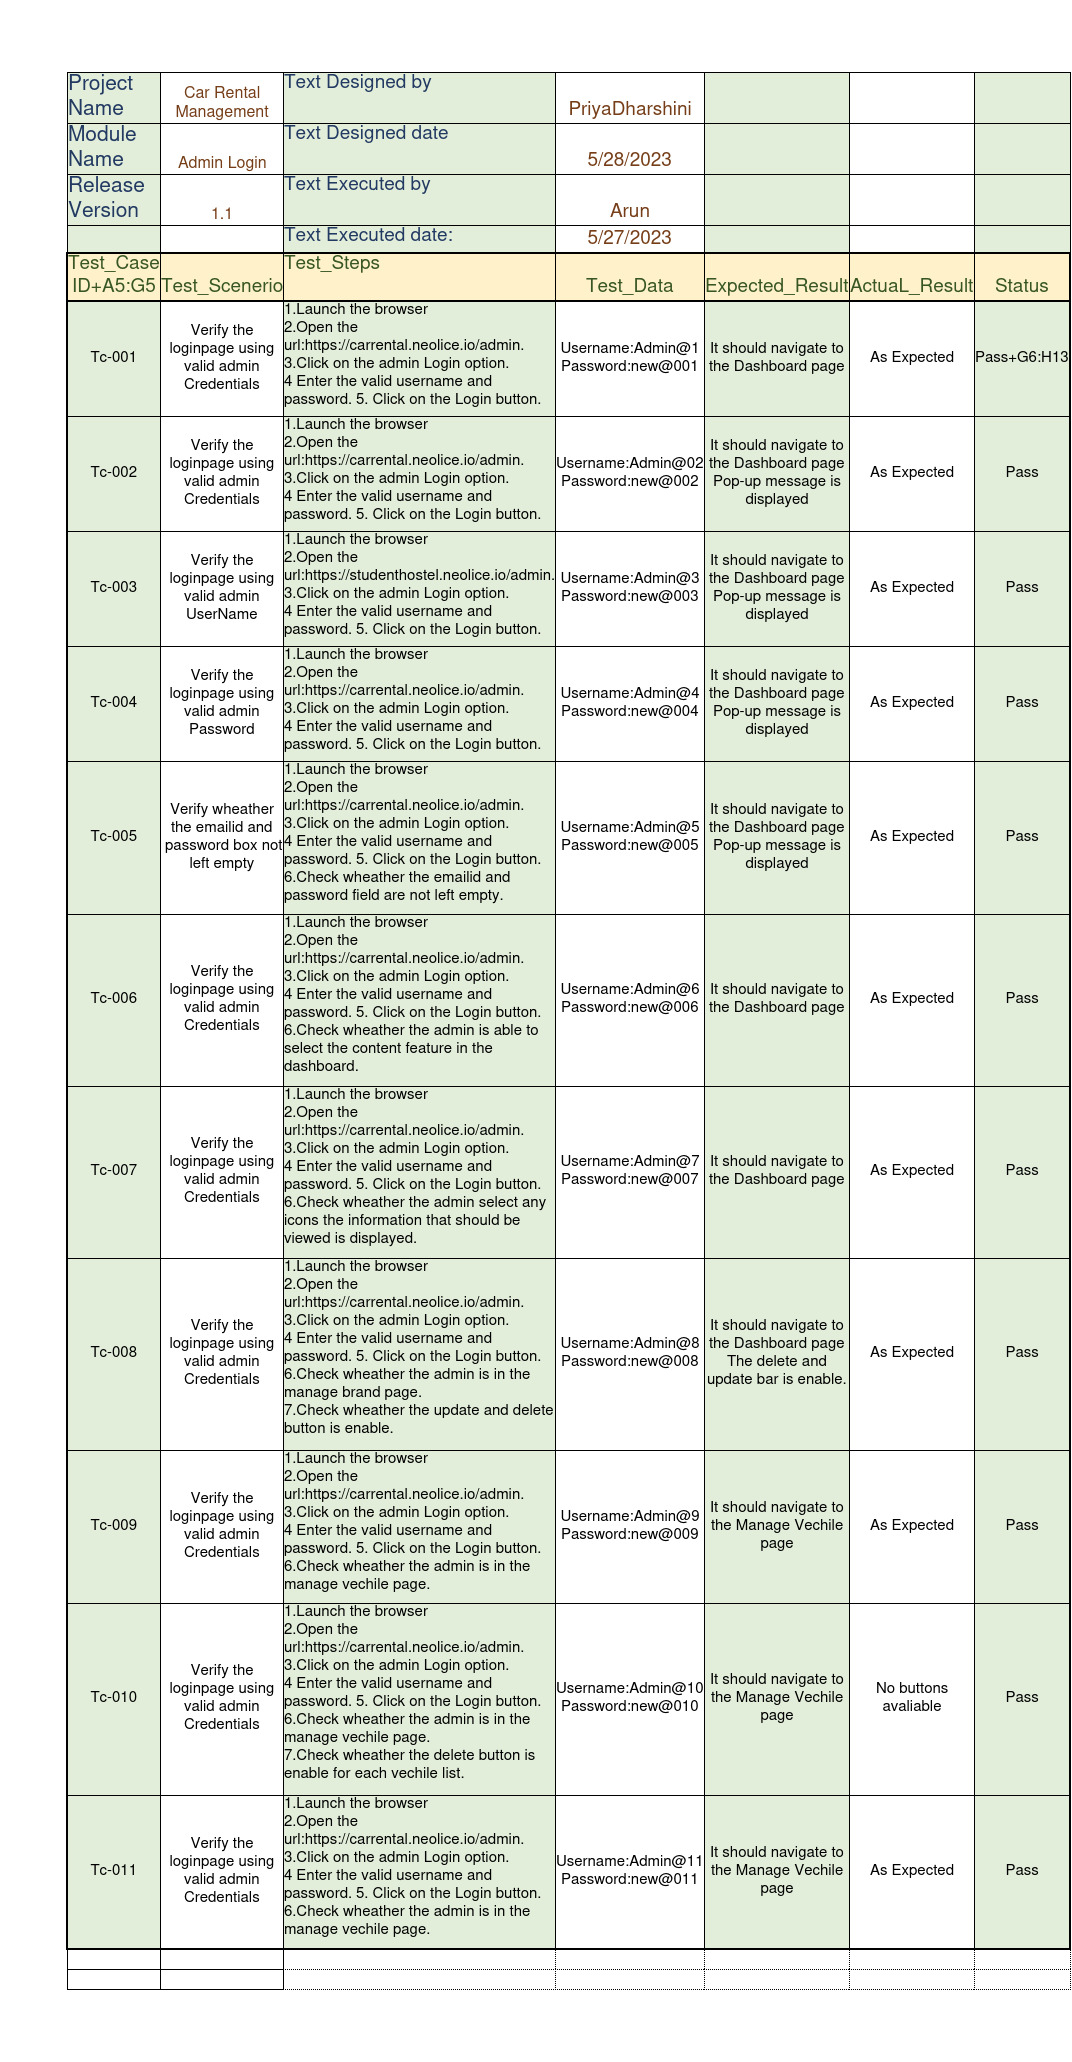 Project
Name
Car Rental
Management
Text Designed by
PriyaDharshini
Module
Name
Admin Login
Text Designed date
5/28/2023
Release
Version
1.1
Text Executed by
Arun
Text Executed date:
5/27/2023
Test_Case
ID+A5:G5
Test_Scenerio
Test_Steps
Test_Data
Expected_Result
ActuaL_Result
Status
Tc-001
Verify the
loginpage using
valid admin
Credentials
1.Launch the browser
2.Open the
url:https://carrental.neolice.io/admin.
3.Click on the admin Login option.
4 Enter the valid username and
password. 5. Click on the Login button.
Username:Admin@1
Password:new@001
It should navigate to
the Dashboard page
As Expected
Pass+G6:H13
Tc-002
Verify the
loginpage using
valid admin
Credentials
1.Launch the browser
2.Open the
url:https://carrental.neolice.io/admin.
3.Click on the admin Login option.
4 Enter the valid username and
password. 5. Click on the Login button.
Username:Admin@02
Password:new@002
It should navigate to
the Dashboard page
Pop-up message is
displayed
As Expected
Pass
Tc-003
Verify the
loginpage using
valid admin
UserName
1.Launch the browser
2.Open the
url:https://studenthostel.neolice.io/admin.
3.Click on the admin Login option.
4 Enter the valid username and
password. 5. Click on the Login button.
Username:Admin@3
Password:new@003
It should navigate to
the Dashboard page
Pop-up message is
displayed
As Expected
Pass
Tc-004
Verify the
loginpage using
valid admin
Password
1.Launch the browser
2.Open the
url:https://carrental.neolice.io/admin.
3.Click on the admin Login option.
4 Enter the valid username and
password. 5. Click on the Login button.
Username:Admin@4
Password:new@004
It should navigate to
the Dashboard page
Pop-up message is
displayed
As Expected
Pass
Tc-005
Verify wheather
the emailid and
password box not
left empty
1.Launch the browser
2.Open the
url:https://carrental.neolice.io/admin.
3.Click on the admin Login option.
4 Enter the valid username and
password. 5. Click on the Login button.
6.Check wheather the emailid and
password field are not left empty.
Username:Admin@5
Password:new@005
It should navigate to
the Dashboard page
Pop-up message is
displayed
As Expected
Pass
Tc-006
Verify the
loginpage using
valid admin
Credentials
1.Launch the browser
2.Open the
url:https://carrental.neolice.io/admin.
3.Click on the admin Login option.
4 Enter the valid username and
password. 5. Click on the Login button.
6.Check wheather the admin is able to
select the content feature in the
dashboard.
Username:Admin@6
Password:new@006
It should navigate to
the Dashboard page
As Expected
Pass
Tc-007
Verify the
loginpage using
valid admin
Credentials
1.Launch the browser
2.Open the
url:https://carrental.neolice.io/admin.
3.Click on the admin Login option.
4 Enter the valid username and
password. 5. Click on the Login button.
6.Check wheather the admin select any
icons the information that should be
viewed is displayed.
Username:Admin@7
Password:new@007
It should navigate to
the Dashboard page
As Expected
Pass
Tc-008
Verify the
loginpage using
valid admin
Credentials
1.Launch the browser
2.Open the
url:https://carrental.neolice.io/admin.
3.Click on the admin Login option.
4 Enter the valid username and
password. 5. Click on the Login button.
6.Check wheather the admin is in the
manage brand page.
7.Check wheather the update and delete
button is enable.
Username:Admin@8
Password:new@008
It should navigate to
the Dashboard page
The delete and
update bar is enable.
As Expected
Pass
Tc-009
Verify the
loginpage using
valid admin
Credentials
1.Launch the browser
2.Open the
url:https://carrental.neolice.io/admin.
3.Click on the admin Login option.
4 Enter the valid username and
password. 5. Click on the Login button.
6.Check wheather the admin is in the
manage vechile page.
Username:Admin@9
Password:new@009
It should navigate to
the Manage Vechile
page
As Expected
Pass
Tc-010
Verify the
loginpage using
valid admin
Credentials
1.Launch the browser
2.Open the
url:https://carrental.neolice.io/admin.
3.Click on the admin Login option.
4 Enter the valid username and
password. 5. Click on the Login button.
6.Check wheather the admin is in the
manage vechile page.
7.Check wheather the delete button is
enable for each vechile list.
Username:Admin@10
Password:new@010
It should navigate to
the Manage Vechile
page
No buttons
avaliable
Pass
Tc-011
Verify the
loginpage using
valid admin
Credentials
1.Launch the browser
2.Open the
url:https://carrental.neolice.io/admin.
3.Click on the admin Login option.
4 Enter the valid username and
password. 5. Click on the Login button.
6.Check wheather the admin is in the
manage vechile page.
Username:Admin@11
Password:new@011
It should navigate to
the Manage Vechile
page
As Expected
Pass